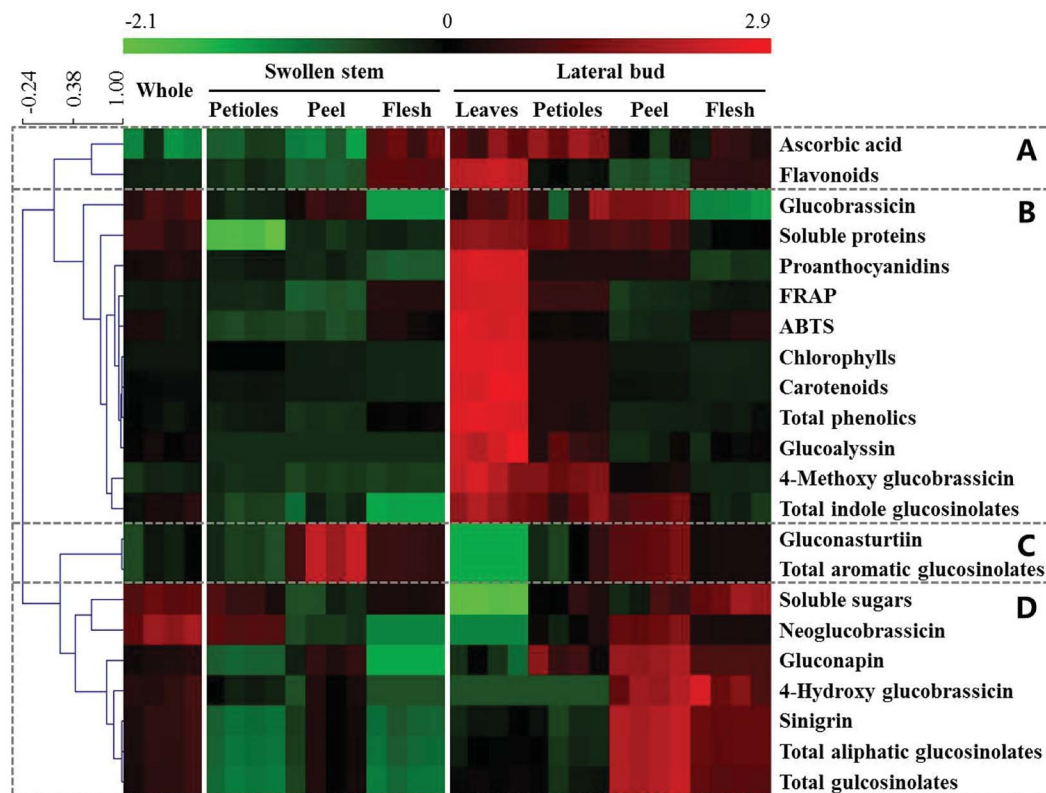 -2.1 0 2.9
-0.24 0.38 1.00
Whole Swollen stem Lateral bud
Petioles Peel Flesh Leaves Petioles Peel Flesh
Ascorbic acid A
Flavonoids
Glucobrassicin B
Soluble proteins
Proanthocyanidins
FRAP
ABTS
Chlorophylls
Carotenoids
Total phenolics
Glucoalyssin
4-Methoxy glucobrassicin
Total indole glucosinolates
Gluconasturtiin C
Total aromatic glucosinolates
Soluble sugars D
Neoglucobrassicin
Gluconapin
4-Hydroxy glucobrassicin
Sinigrin
Total aliphatic glucosinolates
Total gulcosinolates